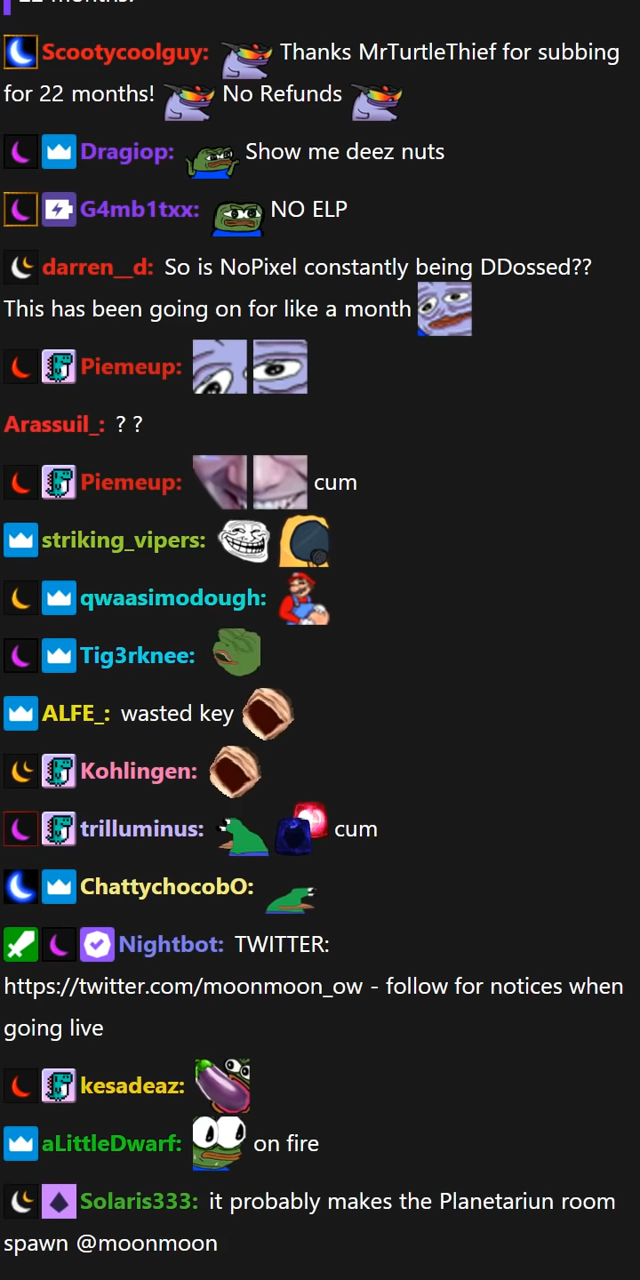 22 months!
Scootycoolguy: Thanks MrTurtleThief for subbing
for 22 months! No Refunds
Dragiop: Show me deez nuts
G4mb1txx: NO ELP
darren__d: So is NoPixel constantly being DDossed??
This has been going on for like a month
Piemeup:
Arassuil_: ? ?
Piemeup: cum
striking_vipers:
qwaasimodough:
Tig3rknee:
ALFE_: wasted key
Kohlingen:
trilluminus: cum
ChattychocobO:
Nightbot: TWITTER:
https://twitter.com/moonmoon_ow - follow for notices when
going live
kesadeaz:
aLittleDwarf: on fire
Solaris333: it probably makes the Planetariun room
spawn @moonmoon